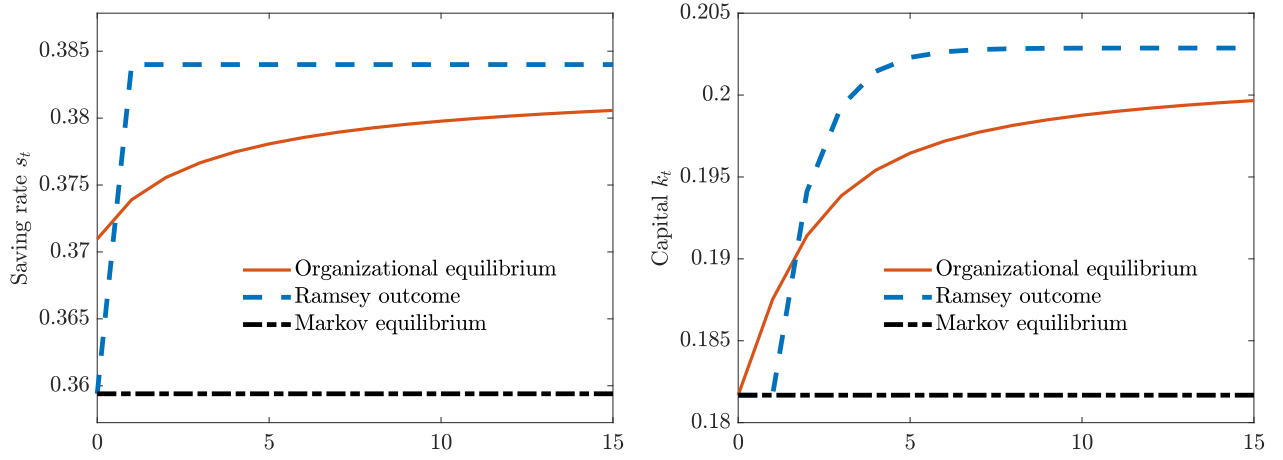 0.385
0.38
0.375
0.37
0.365
0.36
Saving rate s_t
Organizational equilibrium
Ramsey outcome
Markov equilibrium
0
5
10
15
0.205
0.2
0.195
0.19
0.185
0.18
Capital k_t
Organizational equilibrium
Ramsey outcome
Markov equilibrium
0
5
10
15